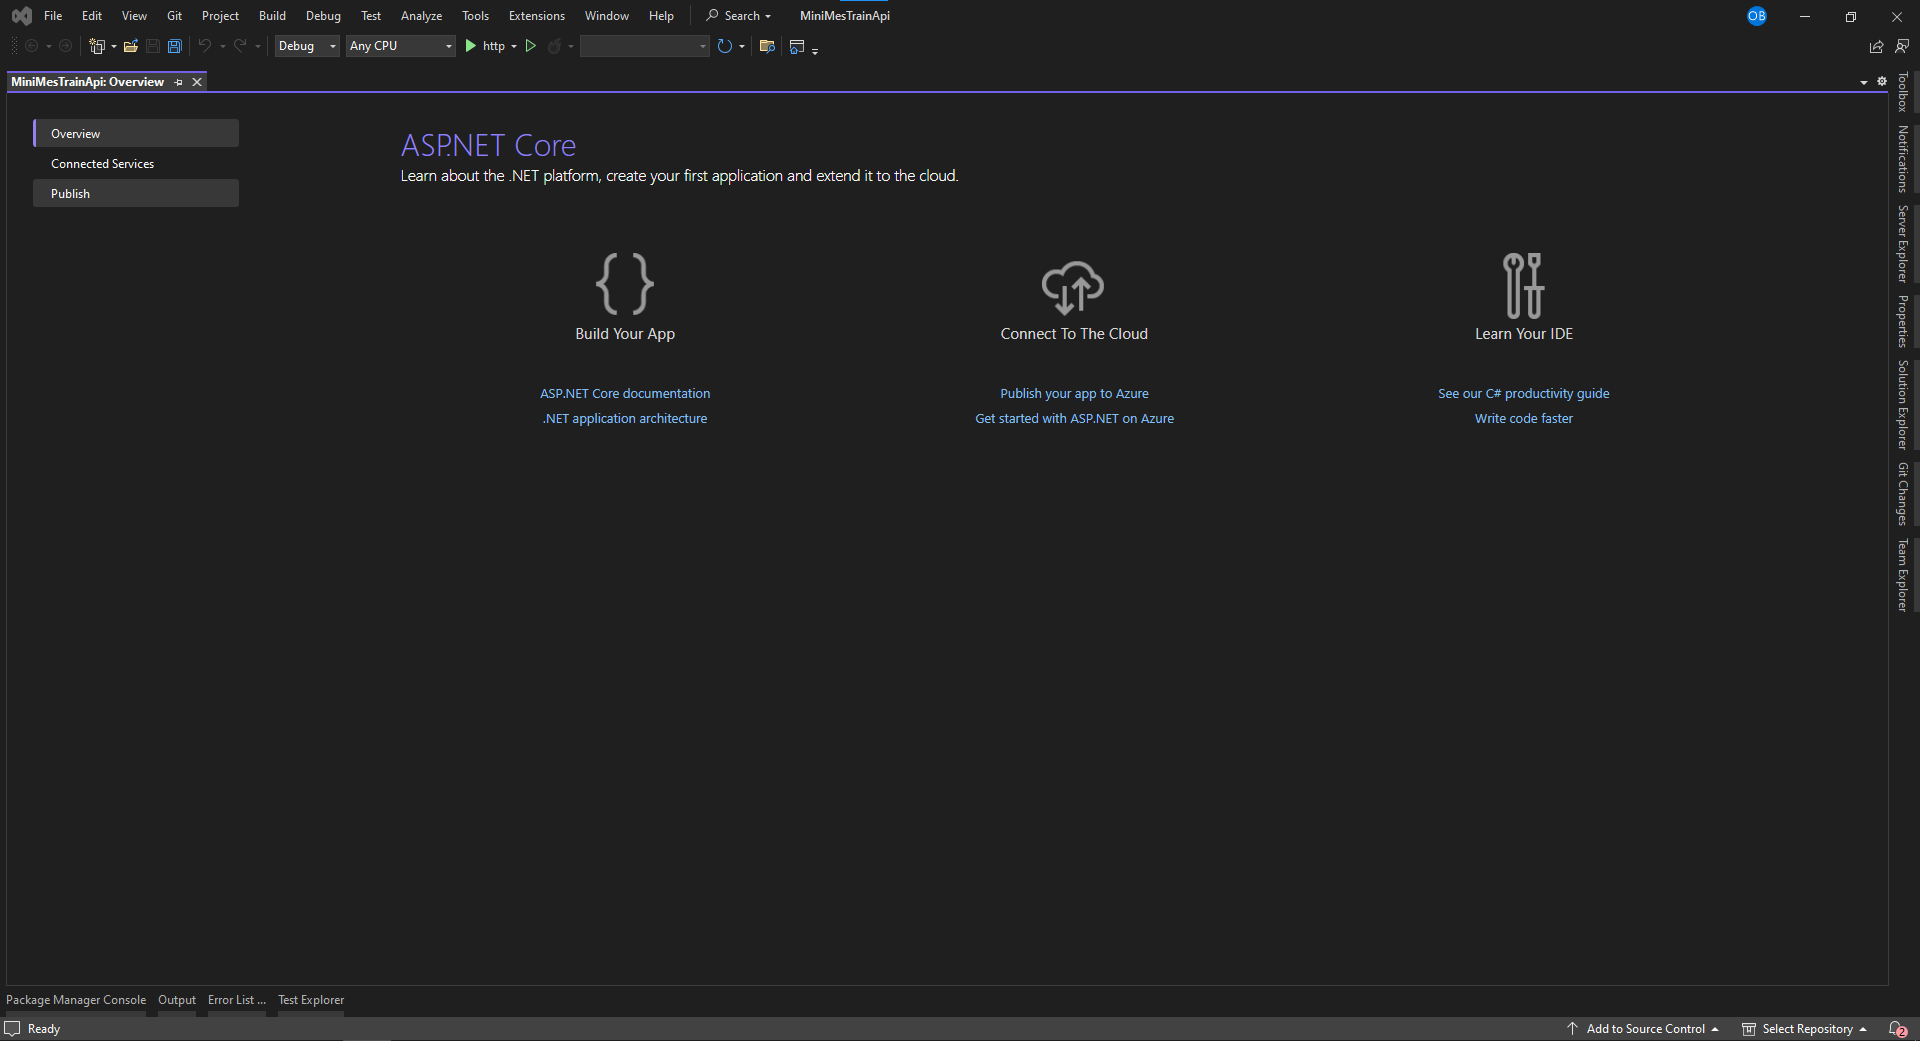 File Edit View Git Project Build Debug Test Analyze Tools Extensions Window Help Search MiniMesTrainApi OB
Debug Any CPU http
MiniMesTrainApi: Overview
Overview
Connected Services
Publish
ASP.NET Core
Learn about the .NET platform, create your first application and extend it to the cloud.
Build Your App
ASP.NET Core documentation
.NET application architecture
Connect To The Cloud
Publish your app to Azure
Get started with ASP.NET on Azure
Learn Your IDE
See our C# productivity guide
Write code faster
Toolbox
Notifications
Server Explorer
Properties
Solution Explorer
Git Changes
Team Explorer
Package Manager Console Output Error List ... Test Explorer
Ready Add to Source Control Select Repository 2